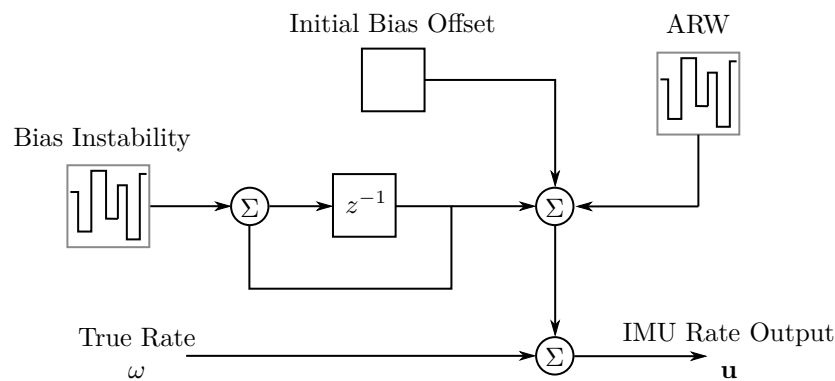 Initial Bias Offset
ARW
Bias Instability
Σ
z⁻¹
Σ
True Rate
ω
Σ
IMU Rate Output
u